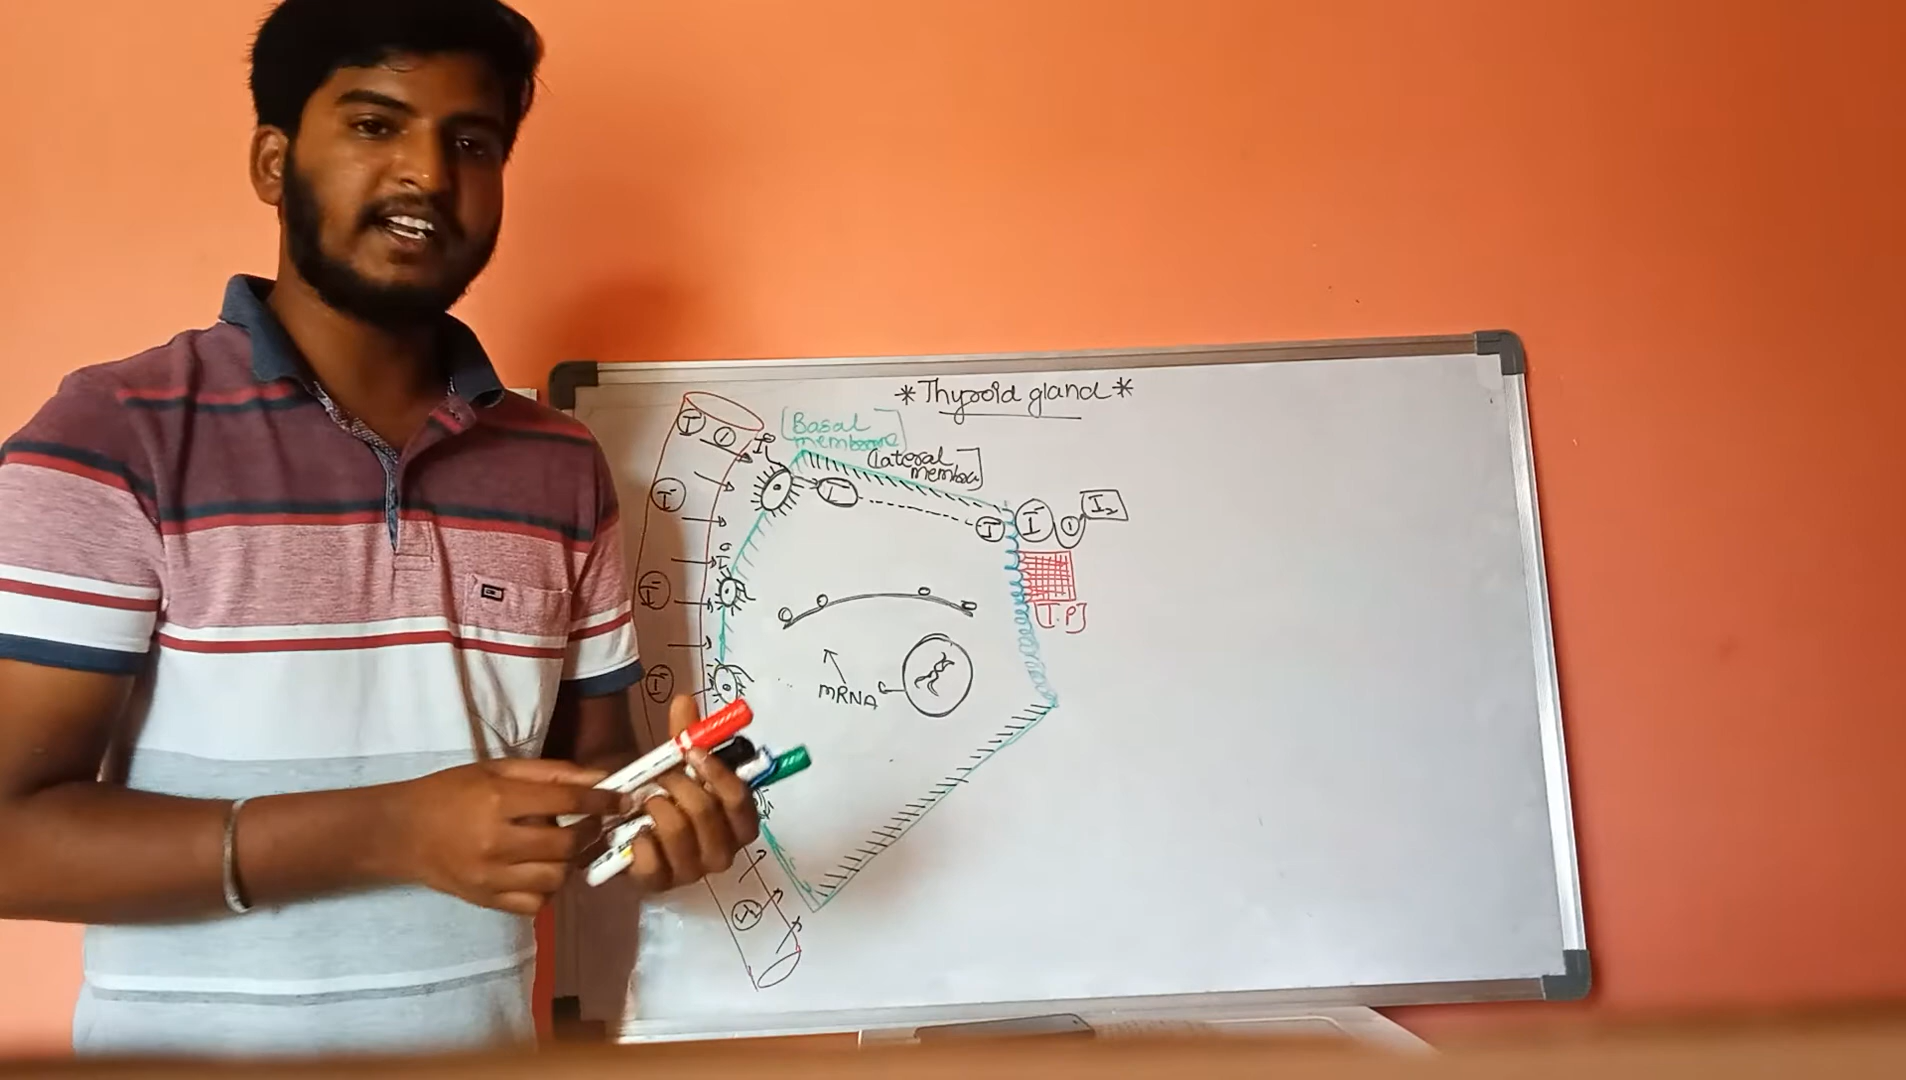 *Thyroid gland*
[Basal
membrane]
(lateral
membra]
I⁻
I⁻
I⁻
I⁻
I⁻
I⁻
I⁻
I⁻
I₂
[T.P]
mRNA